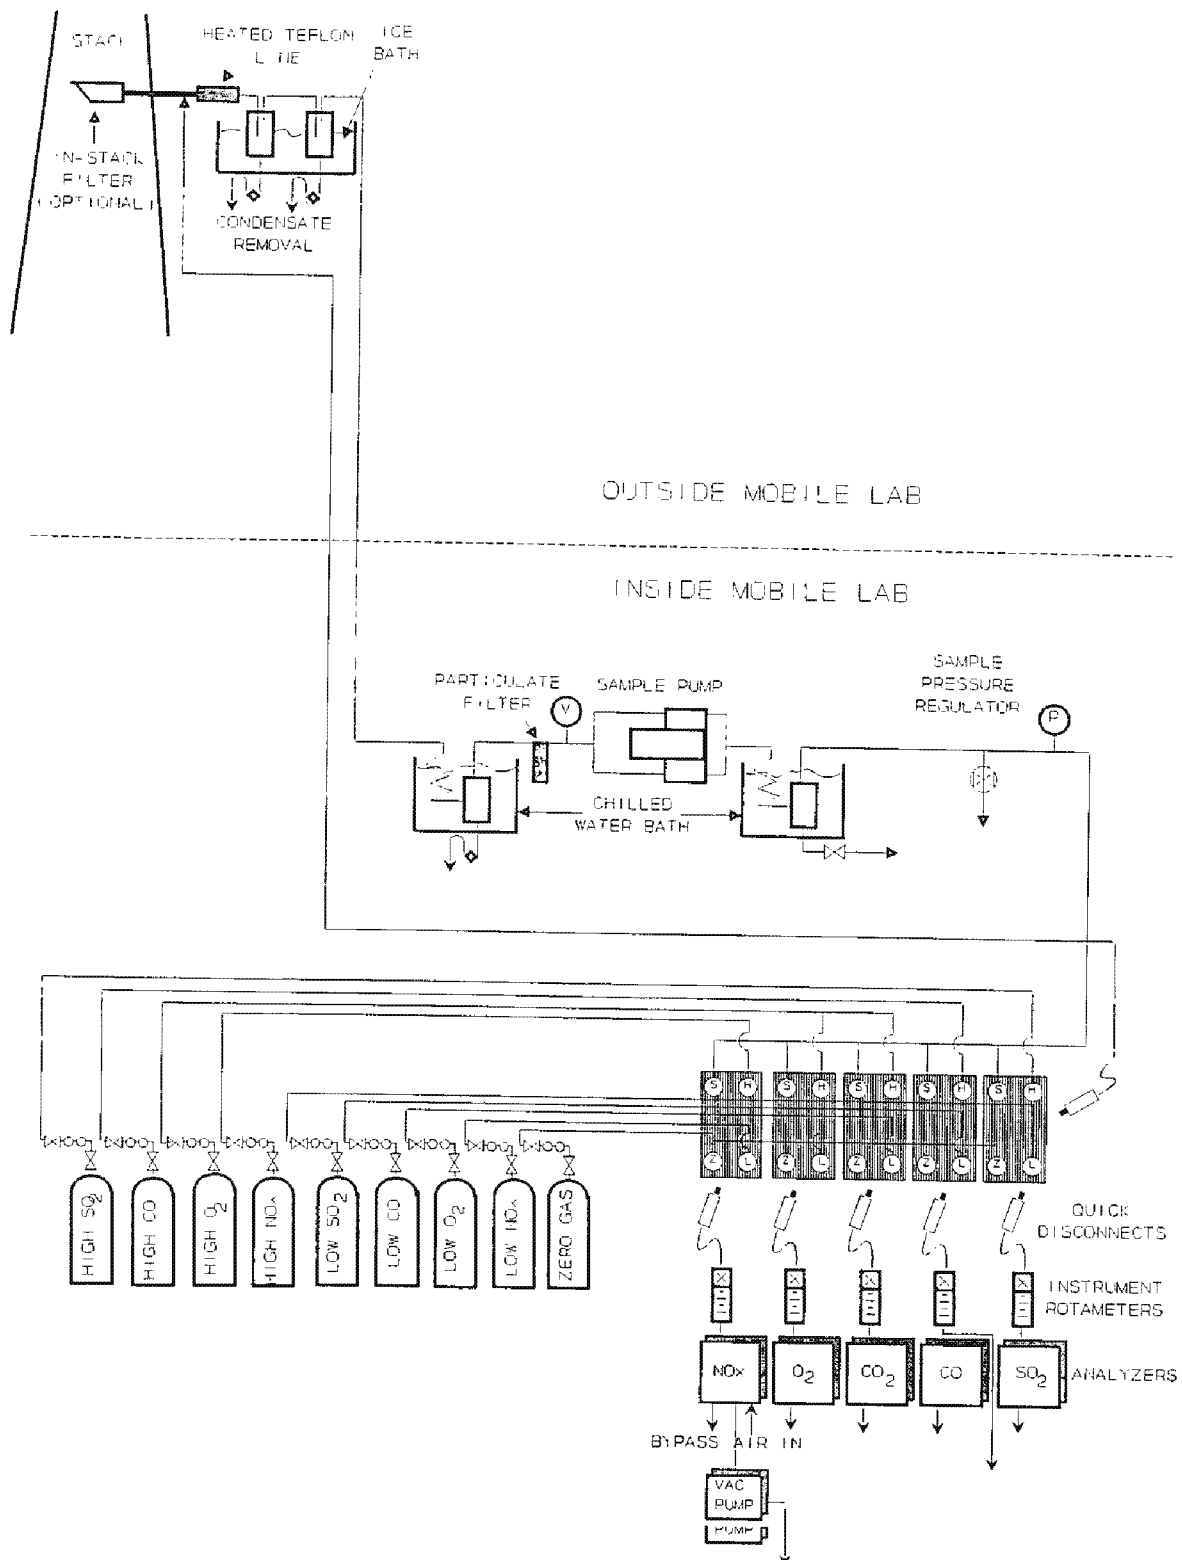 STACK
HEATED TEFLON
LINE
ICE
BATH
IN-STACK
FILTER
(OPTIONAL)
CONDENSATE
REMOVAL
OUTSIDE MOBILE LAB
INSIDE MOBILE LAB
PARTICULATE
FILTER
V
SAMPLE PUMP
SAMPLE
PRESSURE
REGULATOR
P
CHILLED
WATER BATH
S H S H S H S H S H
Z L Z L Z L Z L Z L
HIGH SO2
HIGH CO
HIGH O2
HIGH NOx
LOW SO2
LOW CO
LOW O2
LOW NOx
ZERO GAS
QUICK
DISCONNECTS
INSTRUMENT
ROTAMETERS
NOx
O2
CO2
CO
SO2
ANALYZERS
BYPASS AIR IN
VAC
PUMP
PUMP